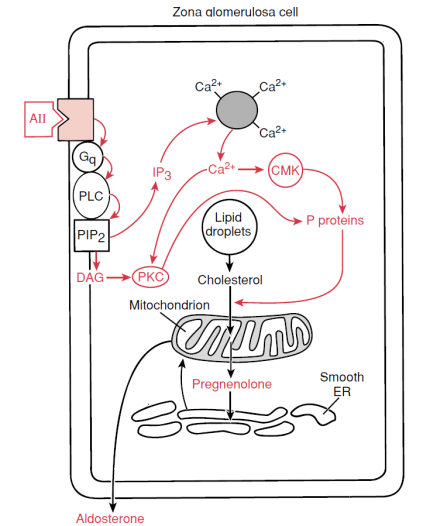 Zona glomerulosa cell
Ca2+
Ca2+
Ca2+
AII
Gq
IP3
Ca2+
CMK
PLC
Lipid
droplets
P proteins
PIP2
DAG
PKC
Cholesterol
Mitochondrion
Pregnenolone
Smooth
ER
Aldosterone